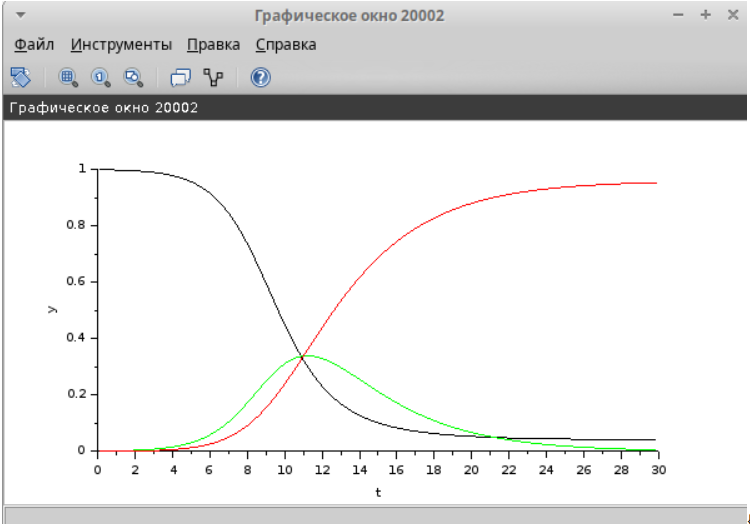 Графическое окно 20002
Файл Инструменты Правка Справка
Графическое окно 20002
1
0.8
0.6
y
0.4
0.2
0
0 2 4 6 8 10 12 14 16 18 20 22 24 26 28 30
t